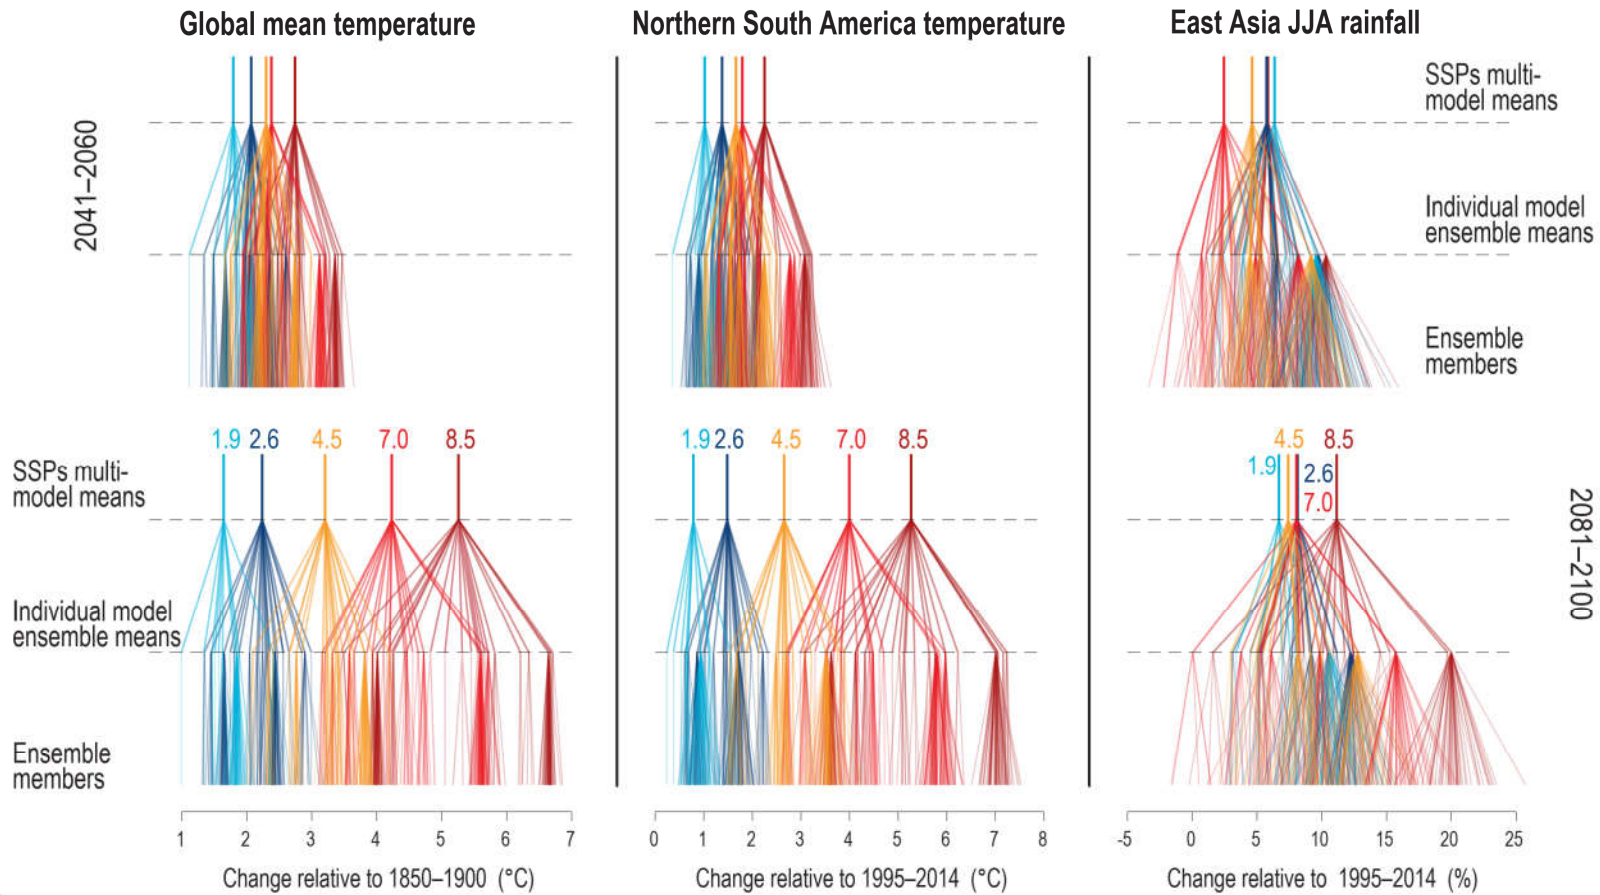 Global mean temperature
Northern South America temperature
East Asia JJA rainfall
2041–2060
SSPs multi-
model means
Individual model
ensemble means
Ensemble
members
1.9 2.6 4.5 7.0 8.5
1.9 2.6 4.5 7.0 8.5
4.5 8.5
1.9
2.6
7.0
SSPs multi-
model means
Individual model
ensemble means
Ensemble
members
2081–2100
1 2 3 4 5 6 7
0 1 2 3 4 5 6 7 8
-5 0 5 10 15 20 25
Change relative to 1850–1900 (°C)
Change relative to 1995–2014 (°C)
Change relative to 1995–2014 (%)